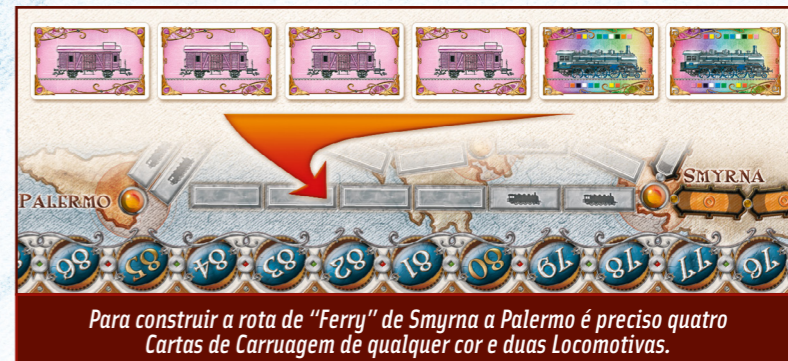 PALERMO
SMYRNA
86 85 84 83 82 81 80 79 78 77 76
Para construir a rota de “Ferry” de Smyrna a Palermo é preciso quatro
Cartas de Carruagem de qualquer cor e duas Locomotivas.